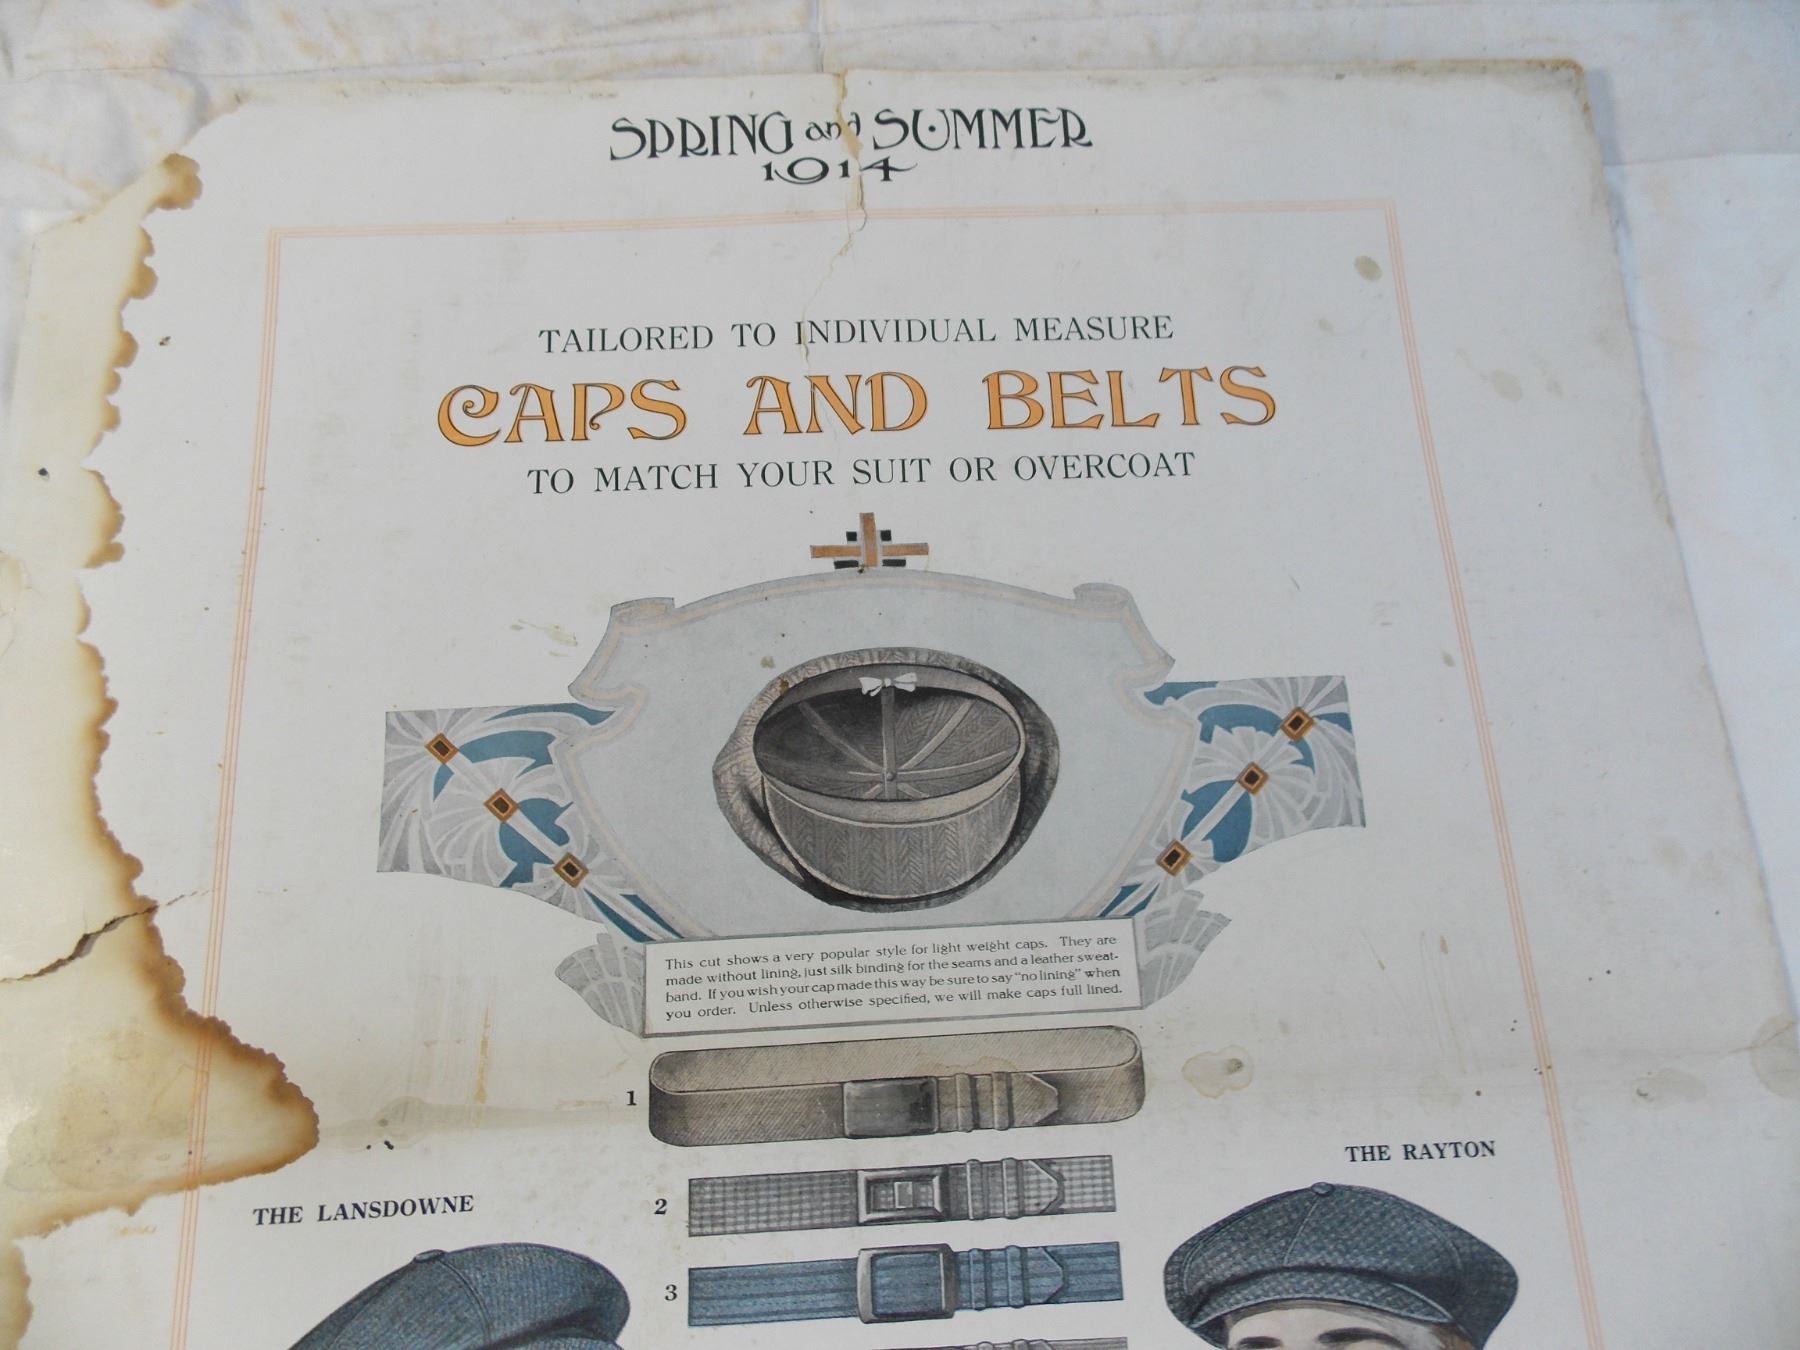 SPRING and SUMMER
1914
TAILORED TO INDIVIDUAL MEASURE
CAPS AND BELTS
TO MATCH YOUR SUIT OR OVERCOAT
This cut shows a very popular style for light weight caps. They are
made without lining, just silk binding for the seams and a leather sweat-
band. If you wish your cap made this way be sure to say "no lining" when
you order. Unless otherwise specified, we will make caps full lined.
1
THE RAYTON
THE LANSDOWNE
2
3